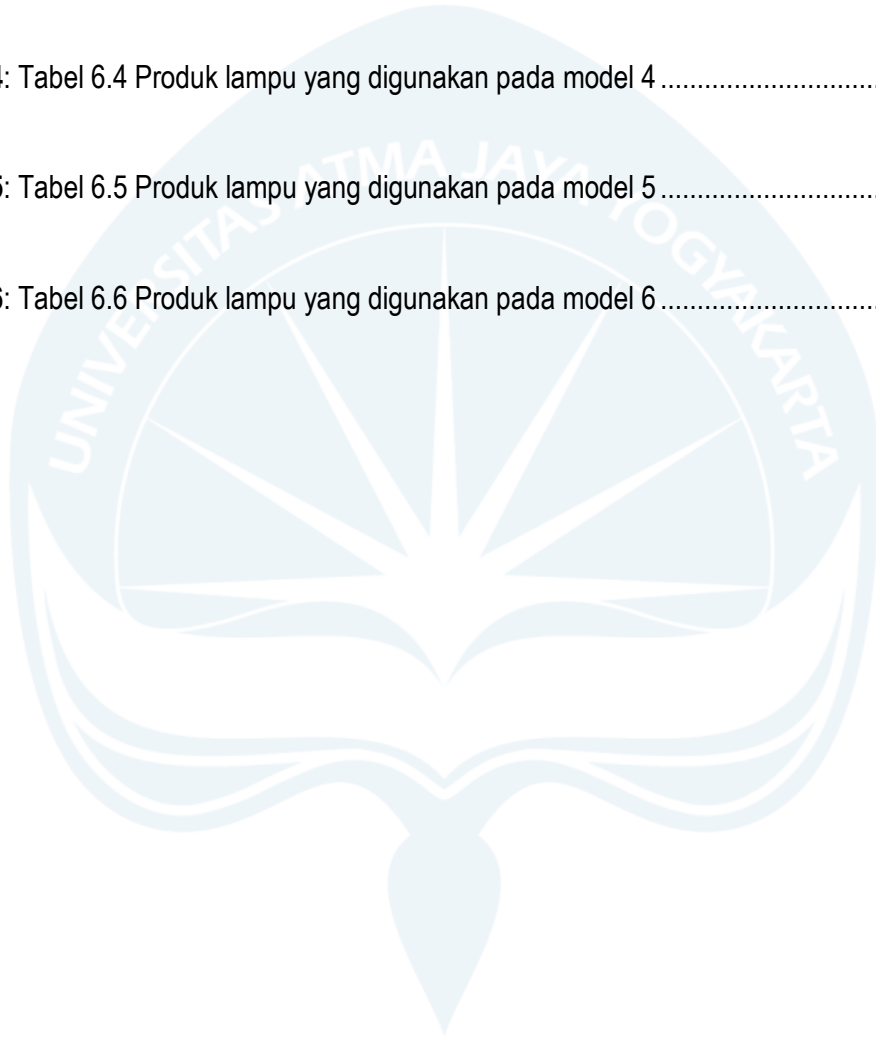 4: Tabel 6.4 Produk lampu yang digunakan pada model 4 ..............................
UNIVERSITAS ATMA JAYA YOGYAKARTA
5: Tabel 6.5 Produk lampu yang digunakan pada model 5 ..............................
6: Tabel 6.6 Produk lampu yang digunakan pada model 6 ..............................